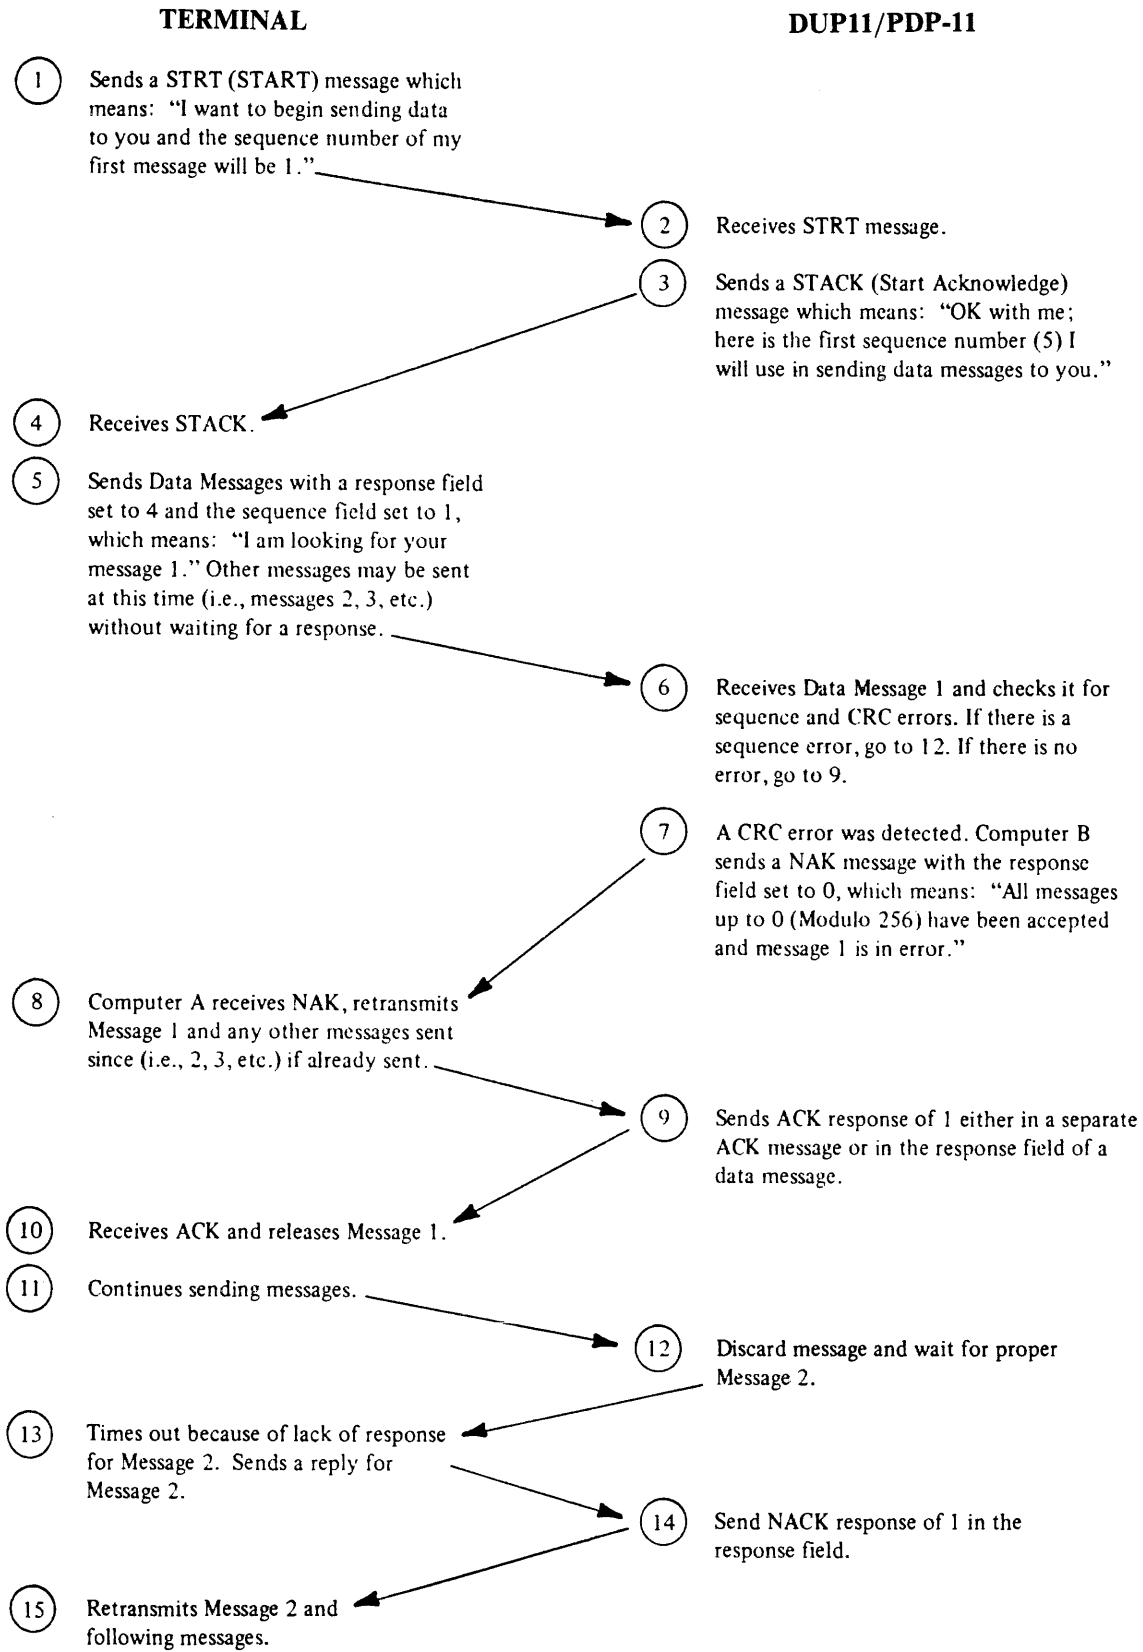 TERMINAL
DUP11/PDP-11
1
Sends a STRT (START) message which
means: “I want to begin sending data
to you and the sequence number of my
first message will be 1.”
2
Receives STRT message.
3
Sends a STACK (Start Acknowledge)
message which means: “OK with me;
here is the first sequence number (5) I
will use in sending data messages to you.”
4
Receives STACK.
5
Sends Data Messages with a response field
set to 4 and the sequence field set to 1,
which means: “I am looking for your
message 1.” Other messages may be sent
at this time (i.e., messages 2, 3, etc.)
without waiting for a response.
6
Receives Data Message 1 and checks it for
sequence and CRC errors. If there is a
sequence error, go to 12. If there is no
error, go to 9.
7
A CRC error was detected. Computer B
sends a NAK message with the response
field set to 0, which means: “All messages
up to 0 (Modulo 256) have been accepted
and message 1 is in error.”
8
Computer A receives NAK, retransmits
Message 1 and any other messages sent
since (i.e., 2, 3, etc.) if already sent.
9
Sends ACK response of 1 either in a separate
ACK message or in the response field of a
data message.
10
Receives ACK and releases Message 1.
11
Continues sending messages.
12
Discard message and wait for proper
Message 2.
13
Times out because of lack of response
for Message 2. Sends a reply for
Message 2.
14
Send NACK response of 1 in the
response field.
15
Retransmits Message 2 and
following messages.